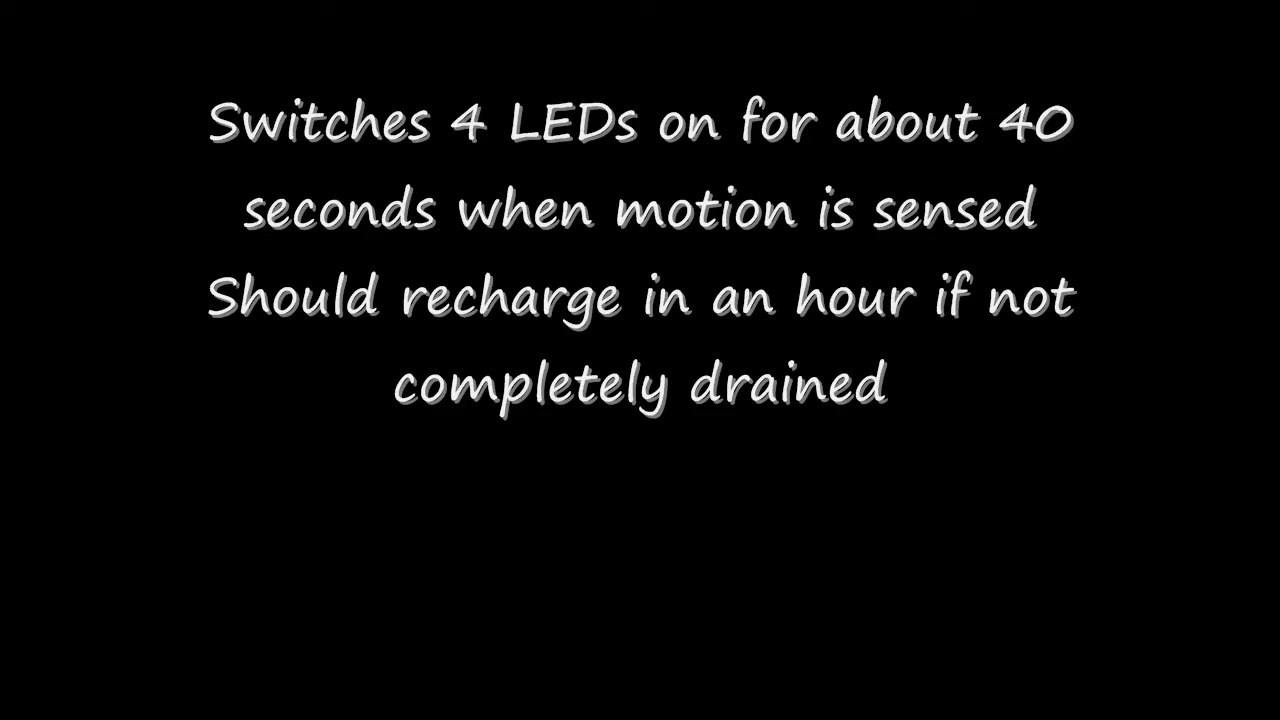 Switches 4 LEDs on for about 40
seconds when motion is sensed
Should recharge in an hour if not
completely drained